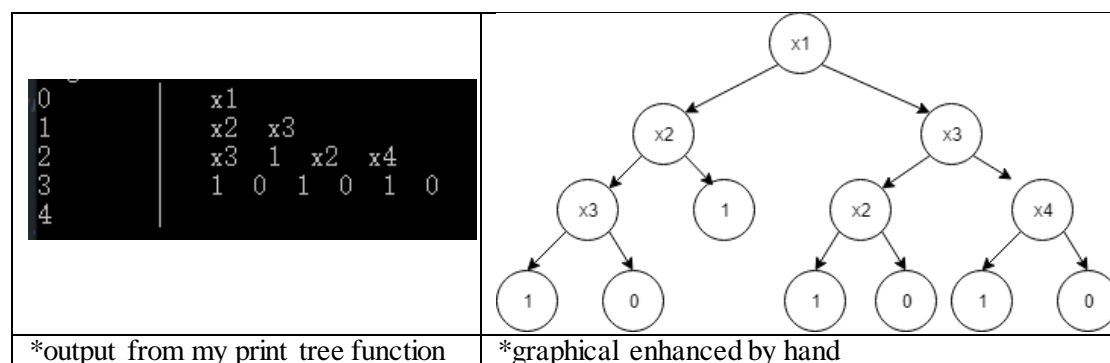 0 x1
1 x2 x3
2 x3 1 x2 x4
3 1 0 1 0 1 0
4
x1
x2 x3
x3 1 x2 x4
1 0 1 0 1 0
*output from my print tree function
*graphical enhanced by hand